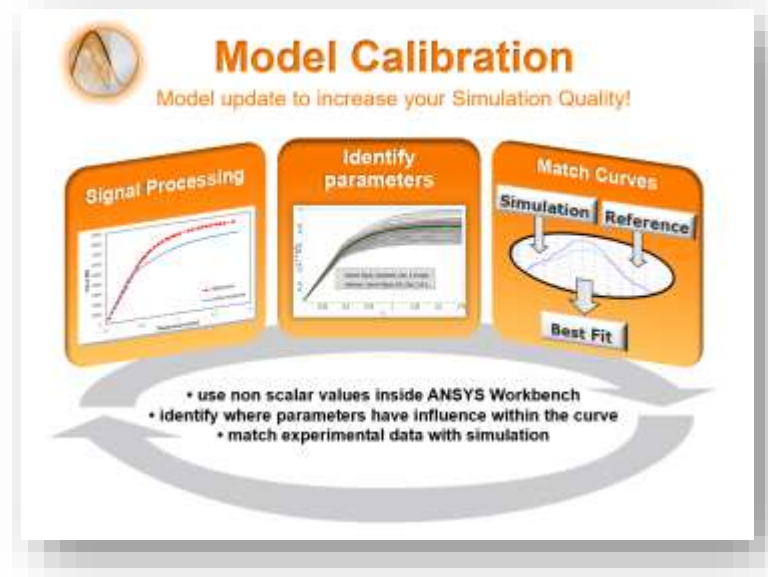 Model Calibration
Model update to increase your Simulation Quality!
Signal Processing
Identify
parameters
Match Curves
Simulation
Reference
Best Fit
• use non scalar values inside ANSYS Workbench
• identify where parameters have influence within the curve
• match experimental data with simulation